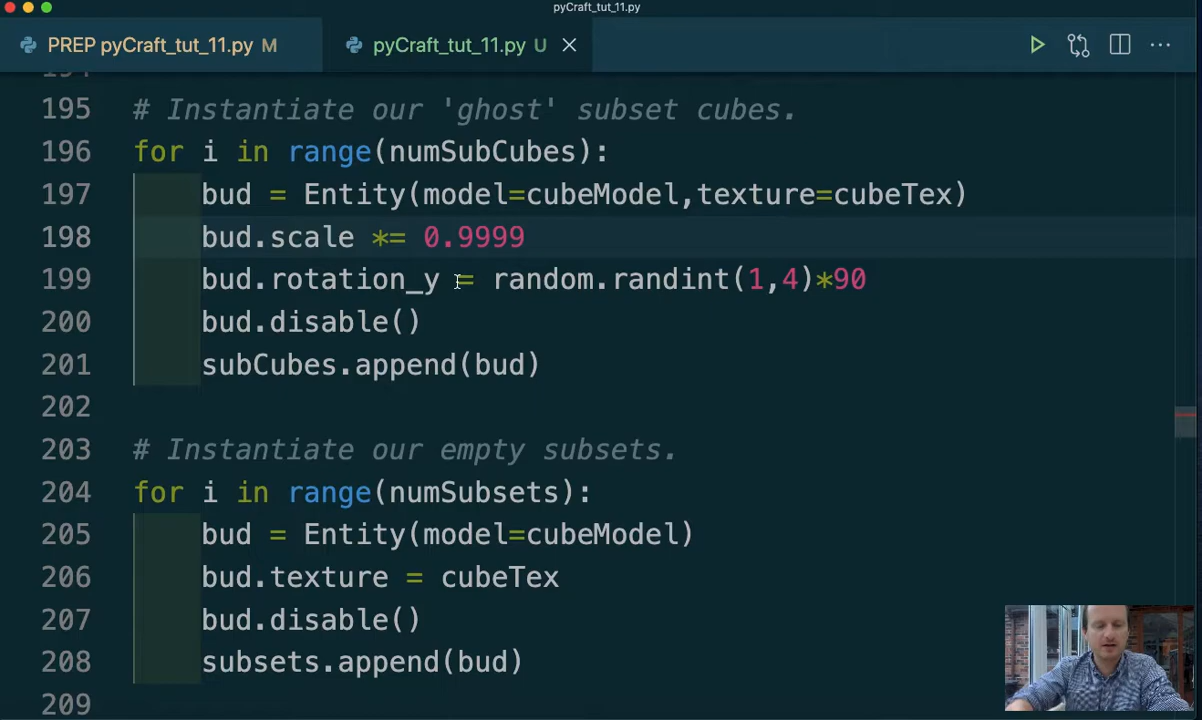 pyCraft_tut_11.py
PREP pyCraft_tut_11.py M
pyCraft_tut_11.py U
195 # Instantiate our 'ghost' subset cubes.
196 for i in range(numSubCubes):
197 bud = Entity(model=cubeModel,texture=cubeTex)
198 bud.scale *= 0.9999
199 bud.rotation_y = random.randint(1,4)*90
200 bud.disable()
201 subCubes.append(bud)
202
203 # Instantiate our empty subsets.
204 for i in range(numSubsets):
205 bud = Entity(model=cubeModel)
206 bud.texture = cubeTex
207 bud.disable()
208 subsets.append(bud)
209